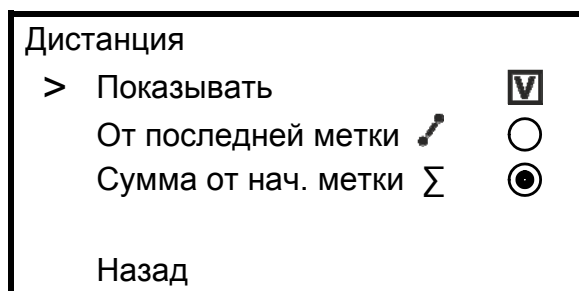 Дистанция
> Показывать V
От последней метки
Сумма от нач. метки ∑
Назад